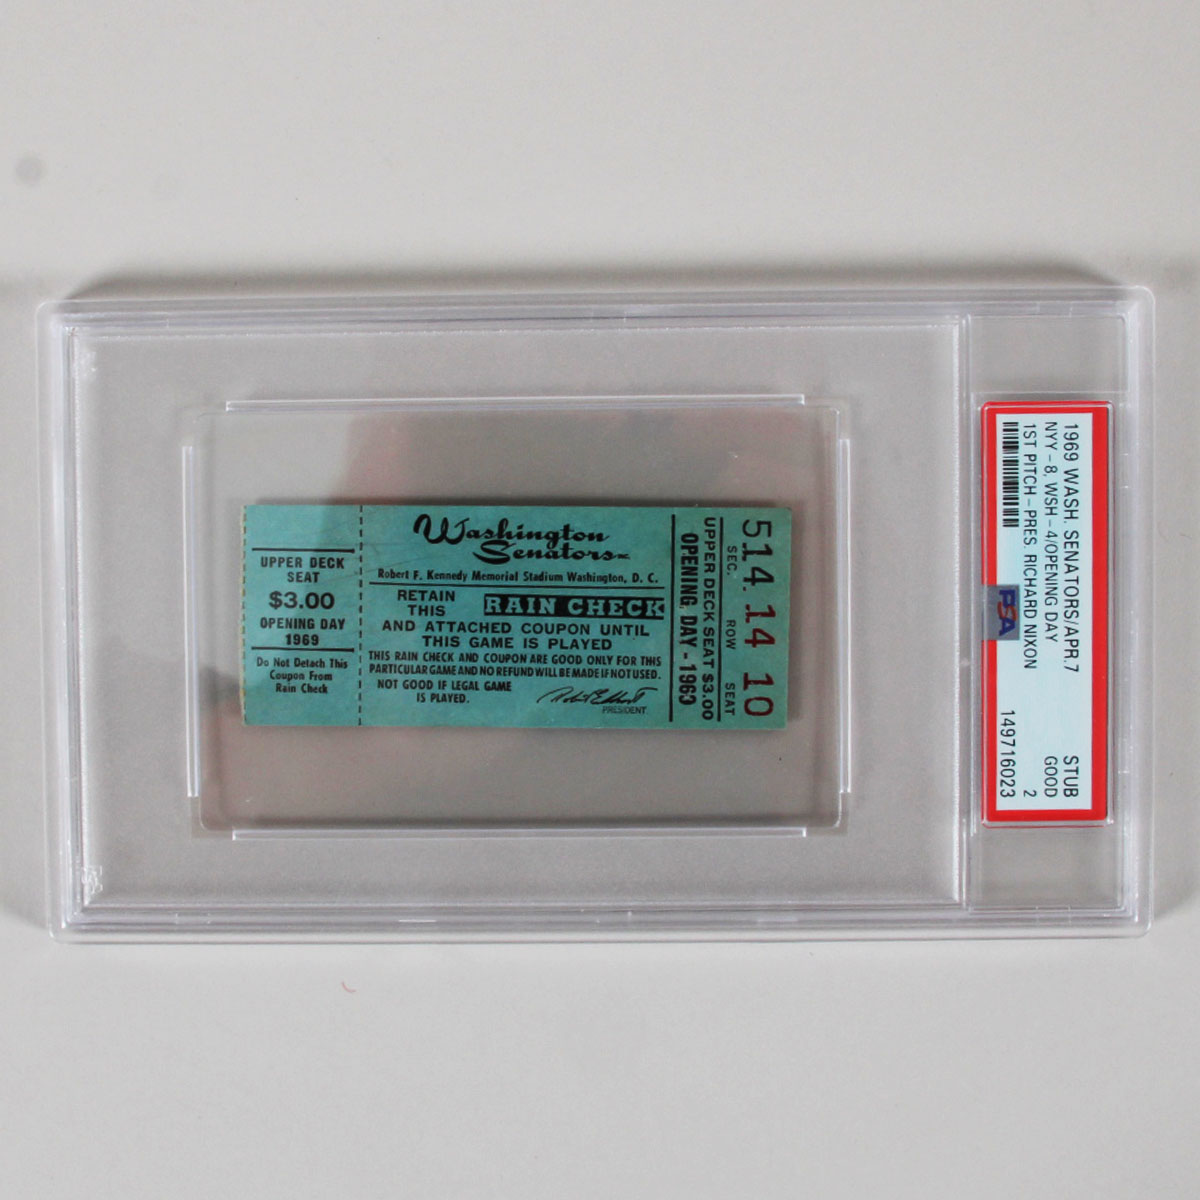 UPPER DECK
SEAT
$3.00
OPENING DAY
1969
Do Not Detach This
Coupon From
Rain Check
Washington
Senators INC.
Robert F. Kennedy Memorial Stadium Washington, D. C.
RETAIN
THIS
RAIN CHECK
AND ATTACHED COUPON UNTIL
THIS GAME IS PLAYED
THIS RAIN CHECK AND COUPON ARE GOOD ONLY FOR THIS
PARTICULAR GAME AND NO REFUND WILL BE MADE IF NOT USED.
NOT GOOD IF LEGAL GAME
IS PLAYED.
PRESIDENT
514 14 10
SEC. ROW SEAT
UPPER DECK SEAT $3.00
OPENING DAY - 1969
1969 WASH. SENATORS/APR.7 STUB
NYY - 8, WSH - 4/OPENING DAY GOOD
1ST PITCH - PRES. RICHARD NIXON 2
PSA
149716023